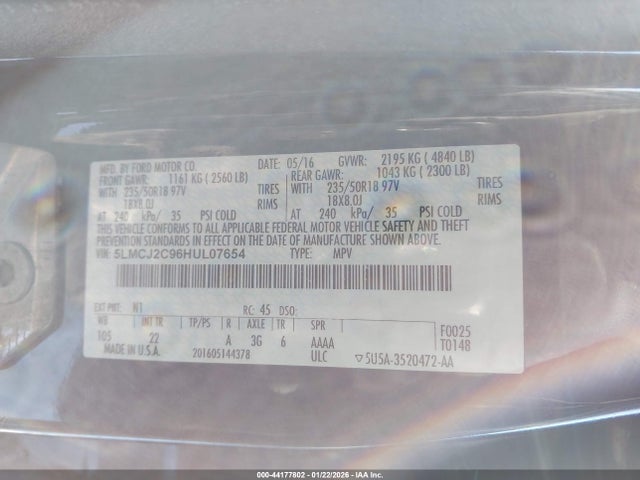 MFD. BY FORD MOTOR CO. DATE: 05/16 GVWR: 2195 KG ( 4840 LB)
FRONT GAWR: 1161 KG ( 2560 LB) REAR GAWR: 1043 KG ( 2300 LB)
WITH 235/50R18 97V TIRES WITH 235/50R18 97V TIRES
18X8.0J RIMS 18X8.0J RIMS
AT 240 kPa/ 35 PSI COLD AT 240 kPa/ 35 PSI COLD
THIS VEHICLE CONFORMS TO ALL APPLICABLE FEDERAL MOTOR VEHICLE SAFETY AND THEFT
PREVENTION STANDARDS IN EFFECT ON THE DATE OF MANUFACTURE SHOWN ABOVE.
VIN: 5LMCJ2C96HUL07654 TYPE: MPV
EXT PNT: N1 RC: 45 DSO:
WB INT TR TP/PS R AXLE TR SPR
105 22 A 3G 6 AAAA
F0025
T0148
MADE IN U.S.A. 201605144378 ULC ▽5U5A-3520472-AA
000-44177802 - 01/22/2026 - IAA Inc.